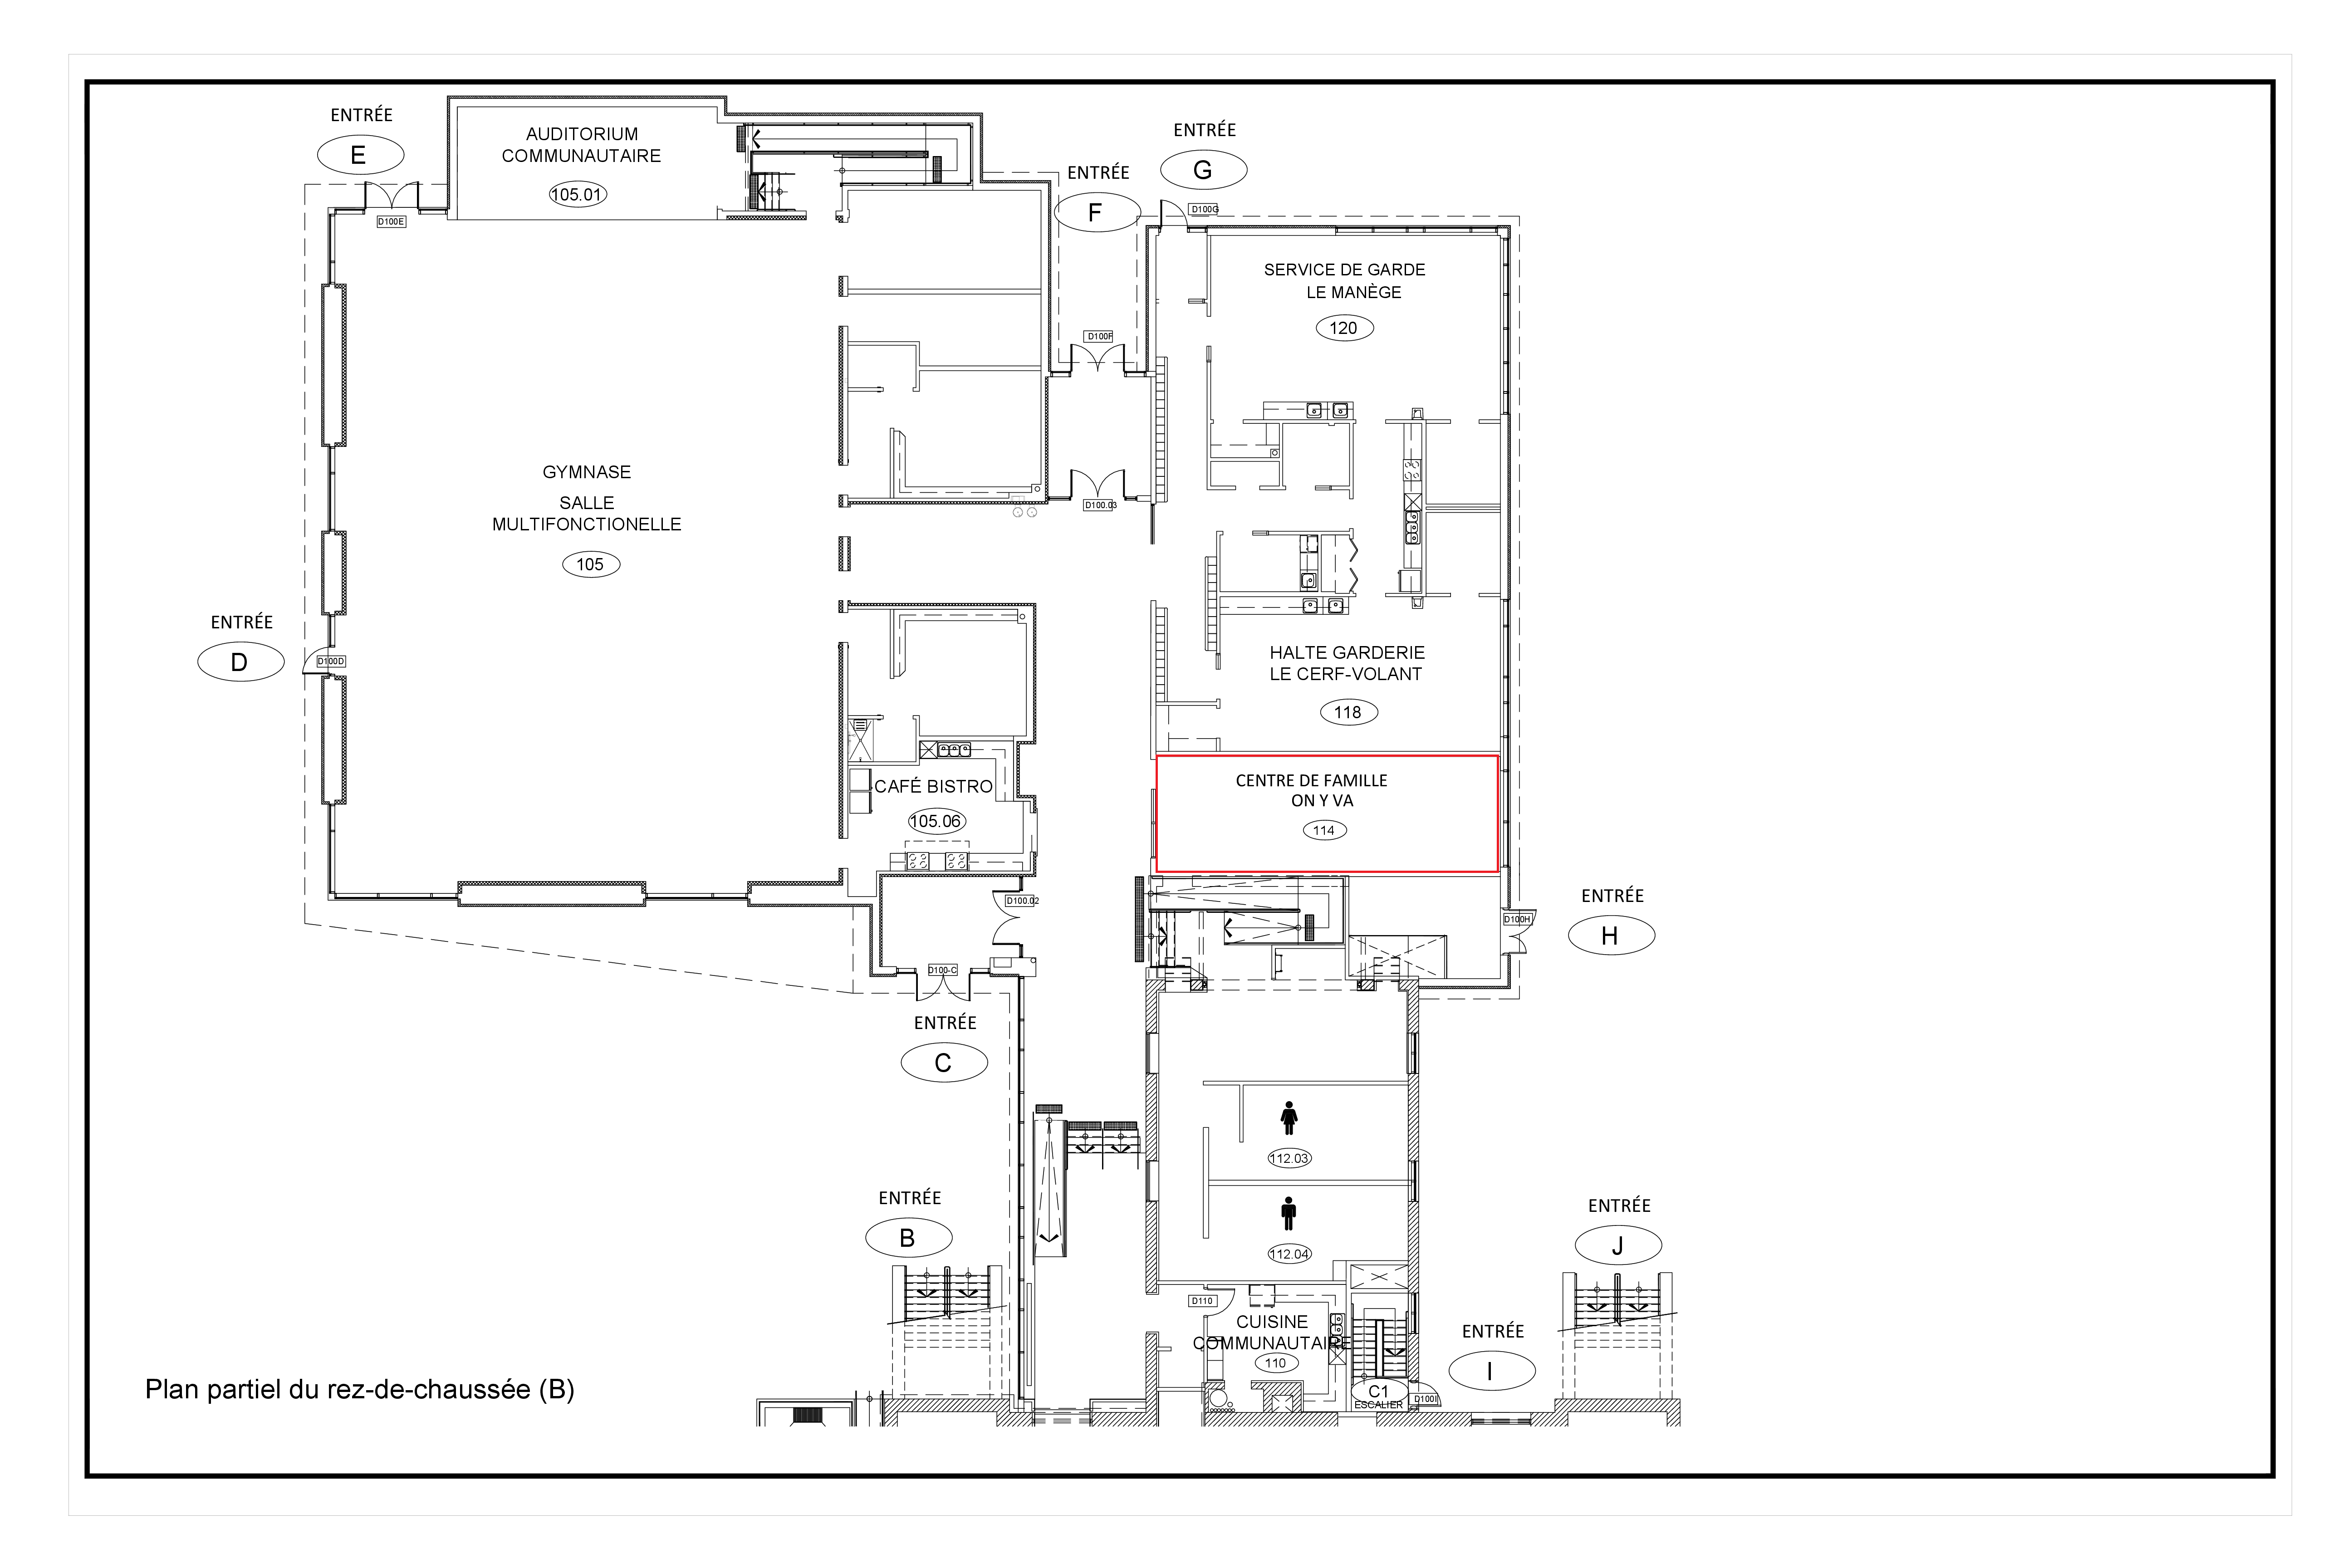 ENTRÉE
E
D100E
AUDITORIUM
COMMUNAUTAIRE
105.01
ENTRÉE
F
D100F
D100.03
ENTRÉE
G
D100G
SERVICE DE GARDE
LE MANÈGE
120
GYMNASE
SALLE
MULTIFONCTIONELLE
105
ENTRÉE
D
D100D
HALTE GARDERIE
LE CERF-VOLANT
118
CENTRE DE FAMILLE
ON Y VA
114
CAFÉ BISTRO
105.06
D100.02
D100-C
ENTRÉE
C
ENTRÉE
H
D100H
112.03
112.04
ENTRÉE
B
ENTRÉE
J
D110
CUISINE
COMMUNAUTAIRE
110
ENTRÉE
I
D100I
C1
ESCALIER
Plan partiel du rez-de-chaussée (B)